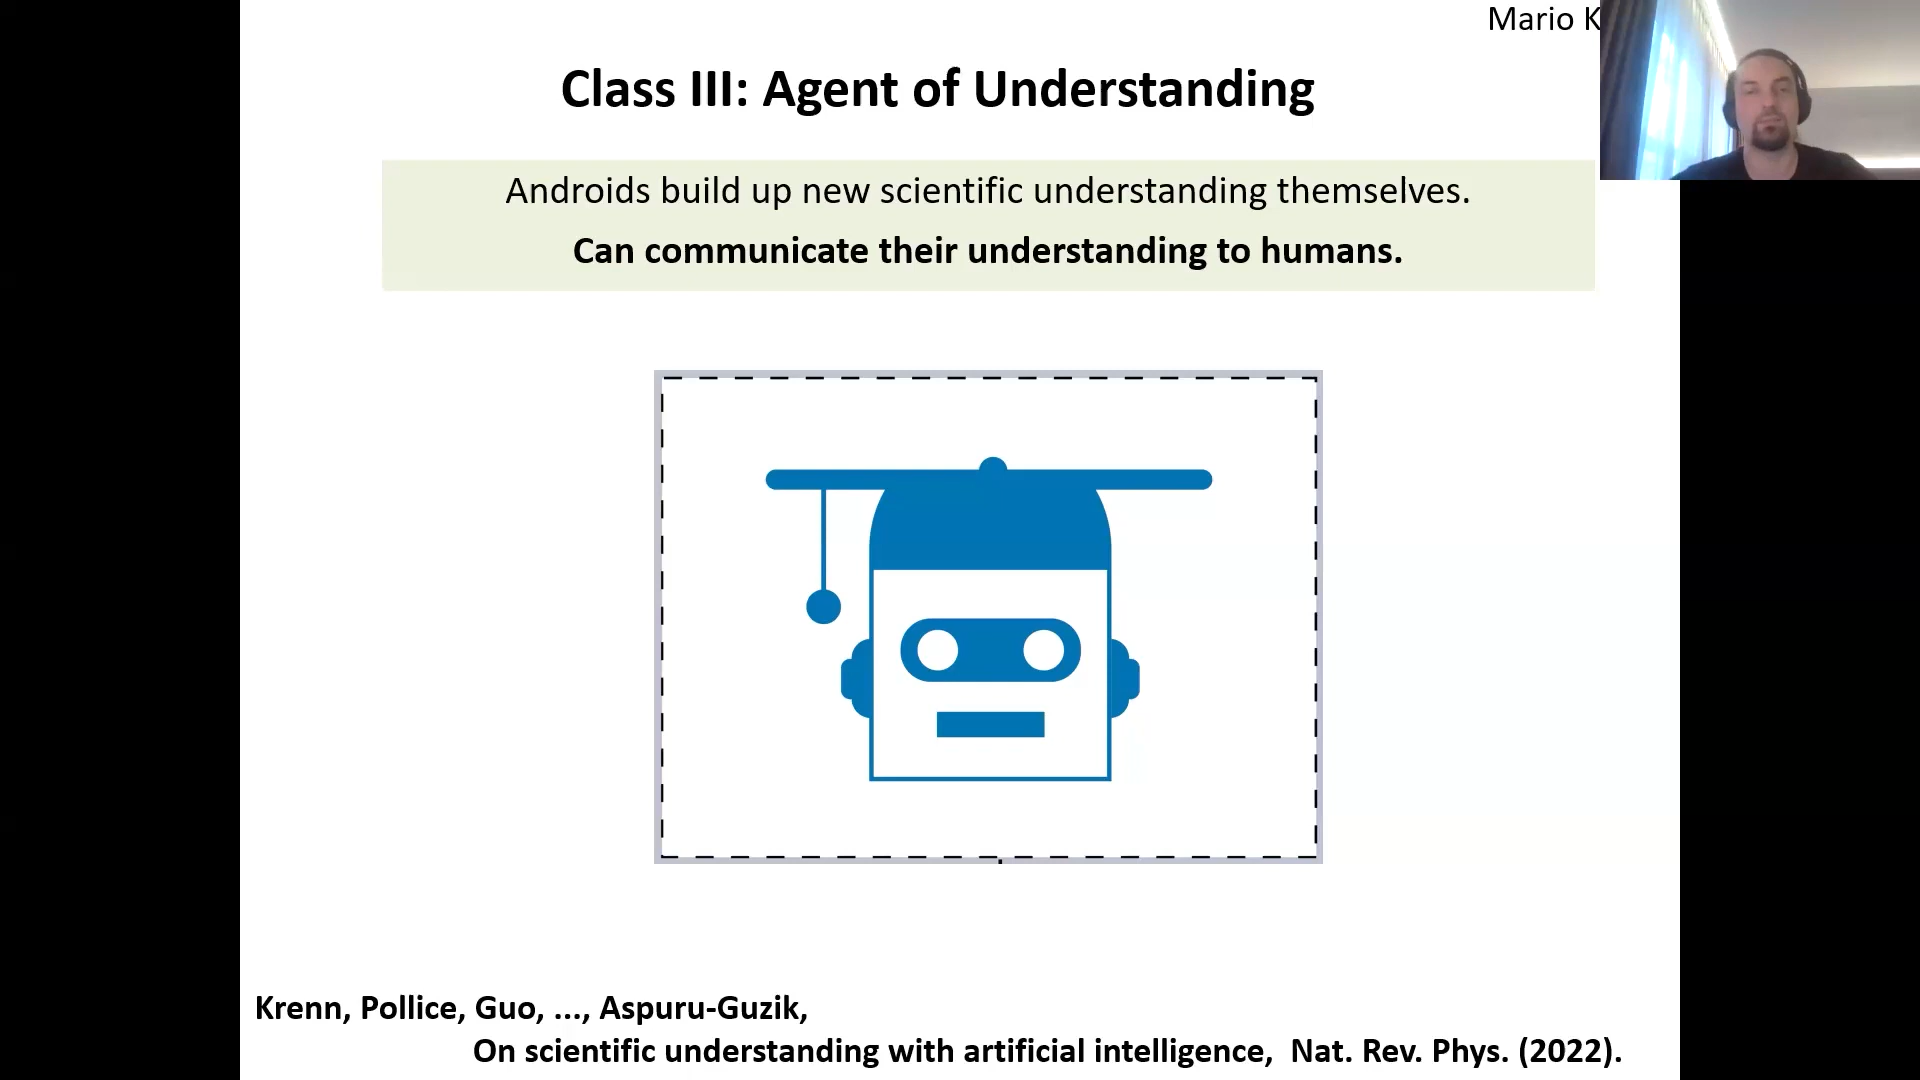 Mario K
Class III: Agent of Understanding
Androids build up new scientific understanding themselves.
Can communicate their understanding to humans.
Krenn, Pollice, Guo, ..., Aspuru-Guzik,
On scientific understanding with artificial intelligence, Nat. Rev. Phys. (2022).